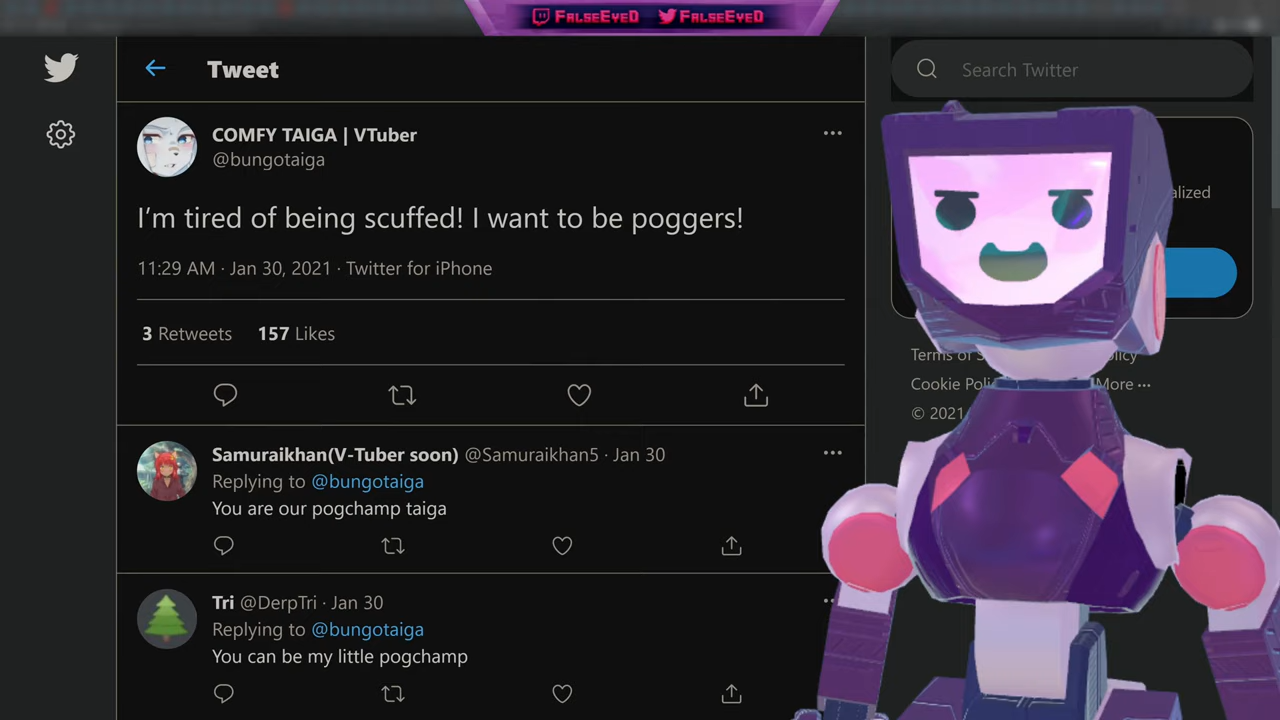 FalseEyeD FalseEyeD
Tweet
Search Twitter
COMFY TAIGA | VTuber
@bungotaiga
alized
I'm tired of being scuffed! I want to be poggers!
11:29 AM · Jan 30, 2021 · Twitter for iPhone
3 Retweets 157 Likes
Terms of S olicy
Cookie Poli More ···
© 2021
Samuraikhan(V-Tuber soon) @Samuraikhan5 · Jan 30
Replying to @bungotaiga
You are our pogchamp taiga
Tri @DerpTri · Jan 30
Replying to @bungotaiga
You can be my little pogchamp